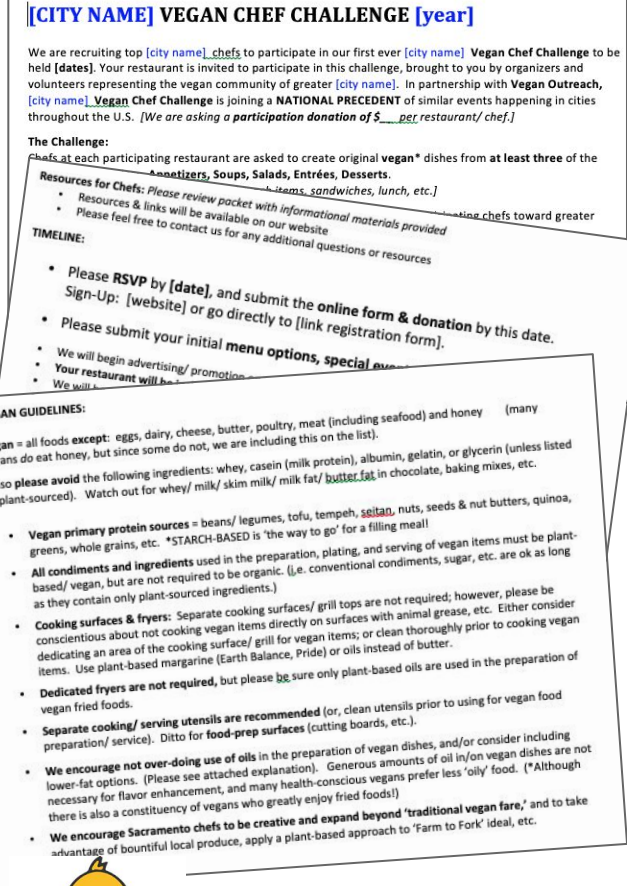 [CITY NAME] VEGAN CHEF CHALLENGE [year]
We are recruiting top [city name] chefs to participate in our first ever [city name] Vegan Chef Challenge to be
held [dates]. Your restaurant is invited to participate in this challenge, brought to you by organizers and
volunteers representing the vegan community of greater [city name]. In partnership with Vegan Outreach,
[city name] Vegan Chef Challenge is joining a NATIONAL PRECEDENT of similar events happening in cities
throughout the U.S. [We are asking a participation donation of $__ per restaurant/ chef.]
The Challenge:
Chefs at each participating restaurant are asked to create original vegan* dishes from at least three of the
Appetizers, Soups, Salads, Entrées, Desserts.
items, sandwiches, lunch, etc.]
chefs toward greater
Resources for Chefs: Please review packet with informational materials provided
• Resources & links will be available on our website
• Please feel free to contact us for any additional questions or resources
TIMELINE:
• Please RSVP by [date], and submit the online form & donation by this date.
Sign-Up: [website] or go directly to [link registration form].
• Please submit your initial menu options, special
• We will begin advertising/ promotion
• Your restaurant will
• We will
AN GUIDELINES:
gan = all foods except: eggs, dairy, cheese, butter, poultry, meat (including seafood) and honey (many
ans do eat honey, but since some do not, we are including this on the list).
so please avoid the following ingredients: whey, casein (milk protein), albumin, gelatin, or glycerin (unless listed
plant-sourced). Watch out for whey/ milk/ skim milk/ milk fat/ butter fat in chocolate, baking mixes, etc.
• Vegan primary protein sources = beans/ legumes, tofu, tempeh, seitan, nuts, seeds & nut butters, quinoa,
greens, whole grains, etc. *STARCH-BASED is ‘the way to go’ for a filling meal!
• All condiments and ingredients used in the preparation, plating, and serving of vegan items must be plant-
based/ vegan, but are not required to be organic. (i.e. conventional condiments, sugar, etc. are ok as long
as they contain only plant-sourced ingredients.)
• Cooking surfaces & fryers: Separate cooking surfaces/ grill tops are not required; however, please be
conscientious about not cooking vegan items directly on surfaces with animal grease, etc. Either consider
dedicating an area of the cooking surface/ grill for vegan items; or clean thoroughly prior to cooking vegan
items. Use plant-based margarine (Earth Balance, Pride) or oils instead of butter.
• Dedicated fryers are not required, but please be sure only plant-based oils are used in the preparation of
vegan fried foods.
• Separate cooking/ serving utensils are recommended (or, clean utensils prior to using for vegan food
preparation/ service). Ditto for food-prep surfaces (cutting boards, etc.).
• We encourage not over-doing use of oils in the preparation of vegan dishes, and/or consider including
lower-fat options. (Please see attached explanation). Generous amounts of oil in/on vegan dishes are not
necessary for flavor enhancement, and many health-conscious vegans prefer less ‘oily’ food. (*Although
there is also a constituency of vegans who greatly enjoy fried foods!)
• We encourage Sacramento chefs to be creative and expand beyond ‘traditional vegan fare,’ and to take
advantage of bountiful local produce, apply a plant-based approach to ‘Farm to Fork’ ideal, etc.